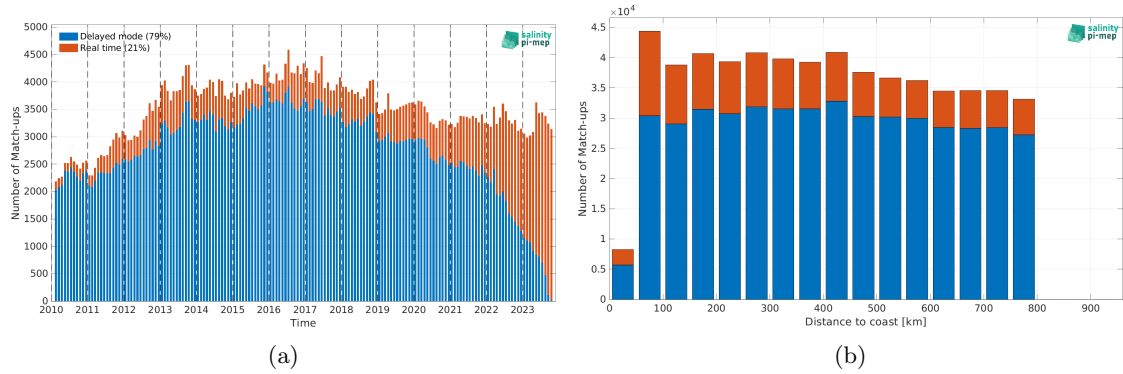 Number of Match-ups
5000
4500
4000
3500
3000
2500
2000
1500
1000
500
0
Delayed mode (79%)
Real time (21%)
salinity
pi-mep
2010 2011 2012 2013 2014 2015 2016 2017 2018 2019 2020 2021 2022 2023
Time
(a)
×10⁴
Number of Match-ups
4.5
4
3.5
3
2.5
2
1.5
1
0.5
0
salinity
pi-mep
0 100 200 300 400 500 600 700 800 900
Distance to coast [km]
(b)